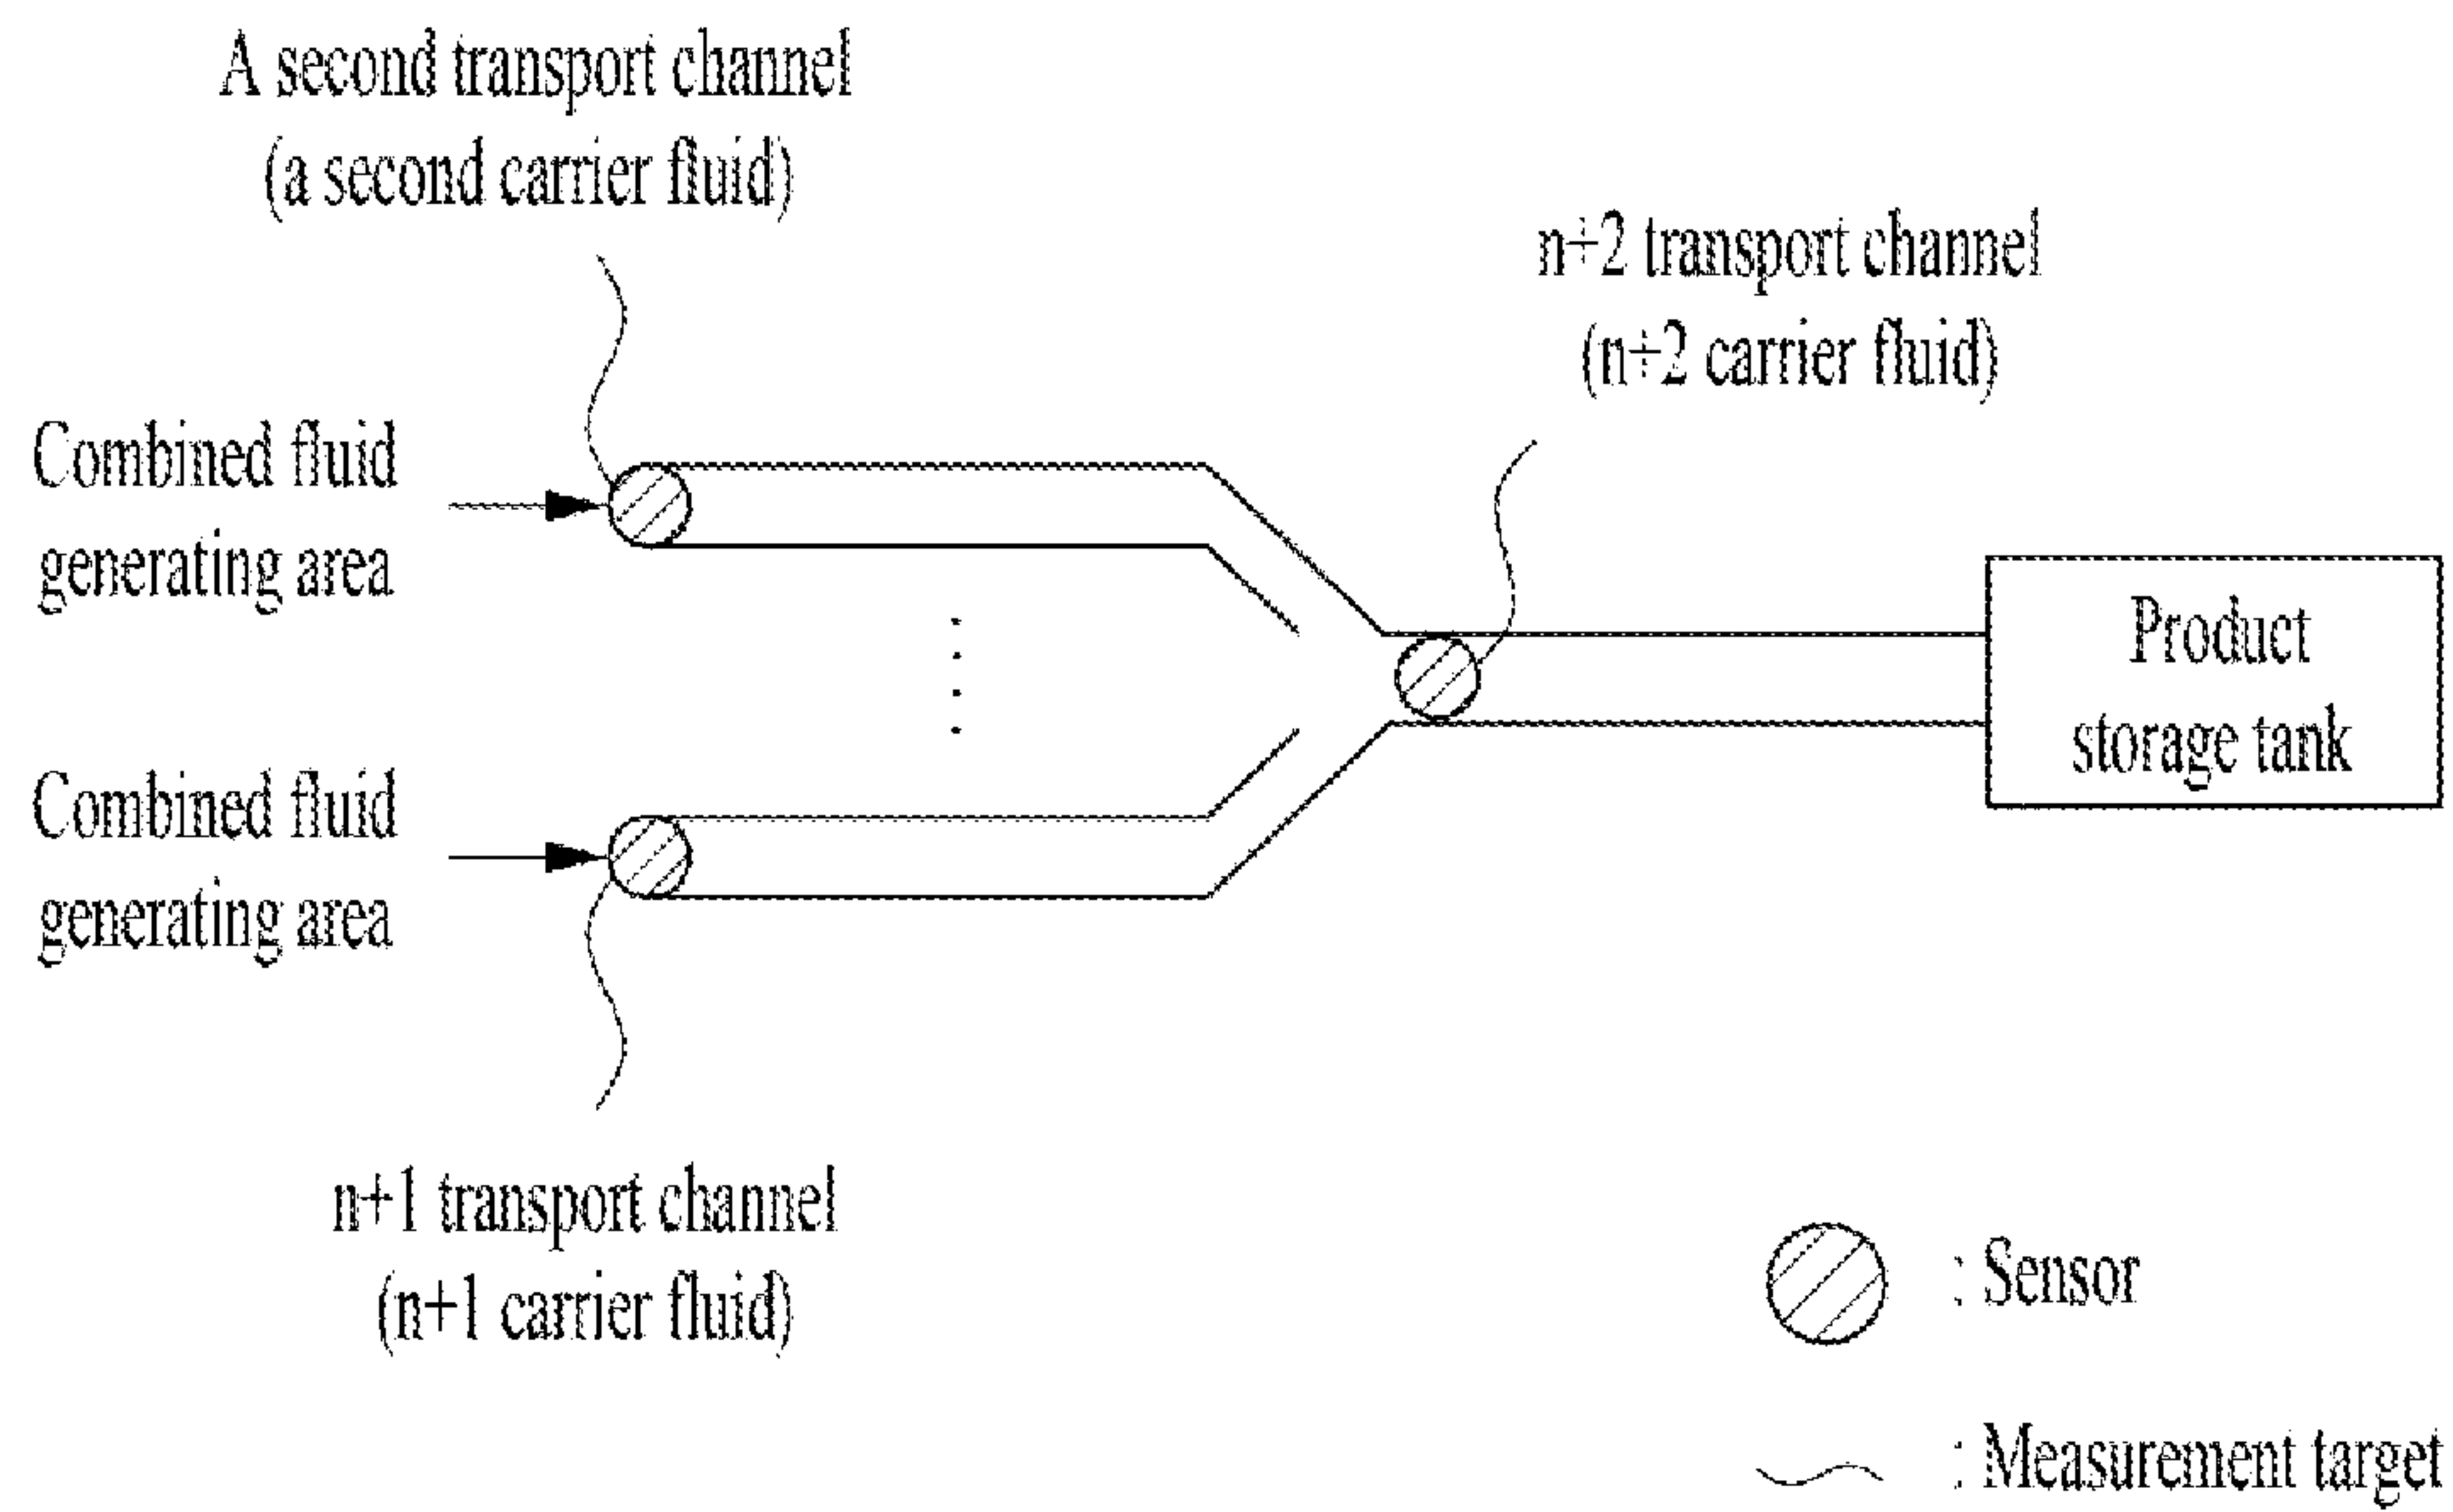 A second transport channel
(a second carrier fluid)
n+2 transport channel
(n+2 carrier fluid)
Combined fluid
generating area
Product
storage tank
Combined fluid
generating area
n+1 transport channel
(n+1 carrier fluid)
: Sensor
: Measurement target